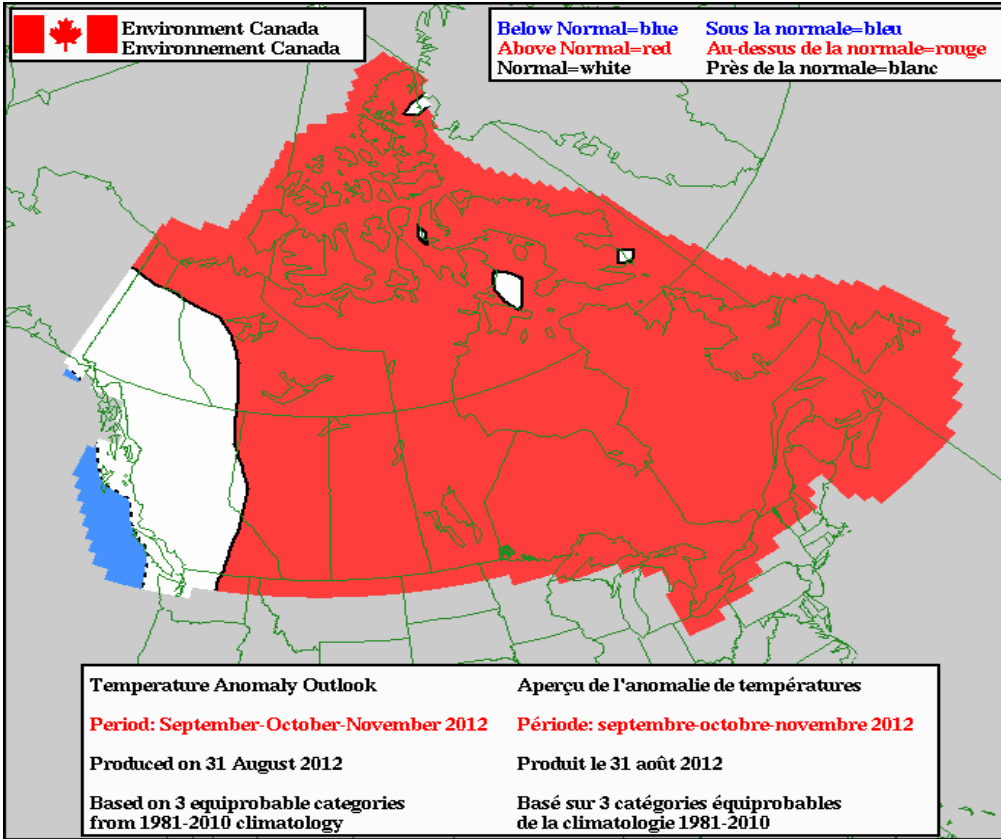 Environment Canada
Environnement Canada
Below Normal=blue Sous la normale=bleu
Above Normal=red Au-dessus de la normale=rouge
Normal=white Près de la normale=blanc
Temperature Anomaly Outlook Aperçu de l'anomalie de températures
Period: September-October-November 2012 Période: septembre-octobre-novembre 2012
Produced on 31 August 2012 Produit le 31 août 2012
Based on 3 equiprobable categories Basé sur 3 catégories équiprobables
from 1981-2010 climatology de la climatologie 1981-2010